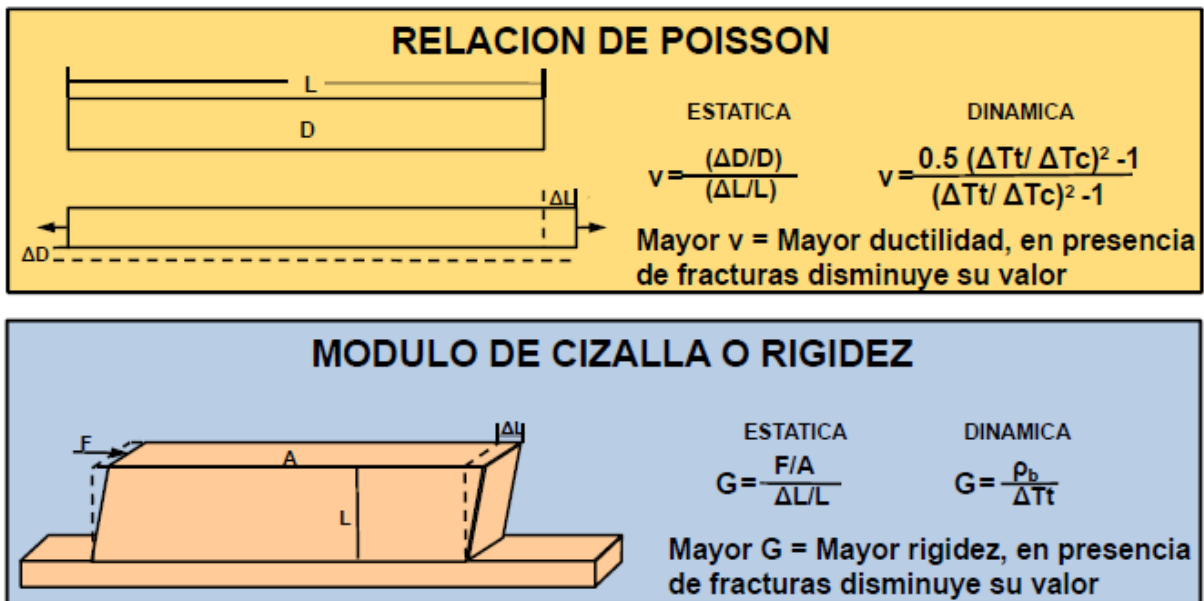 RELACION DE POISSON
L
D
ΔL
ΔD
ESTATICA
DINAMICA
v = (ΔD/D) / (ΔL/L)
v = 0.5 (ΔTt/ ΔTc)² -1 / (ΔTt/ ΔTc)² -1
Mayor v = Mayor ductilidad, en presencia
de fracturas disminuye su valor
MODULO DE CIZALLA O RIGIDEZ
F
A
ΔL
L
ESTATICA
DINAMICA
G = F/A / ΔL/L
G = ρb / ΔTt
Mayor G = Mayor rigidez, en presencia
de fracturas disminuye su valor